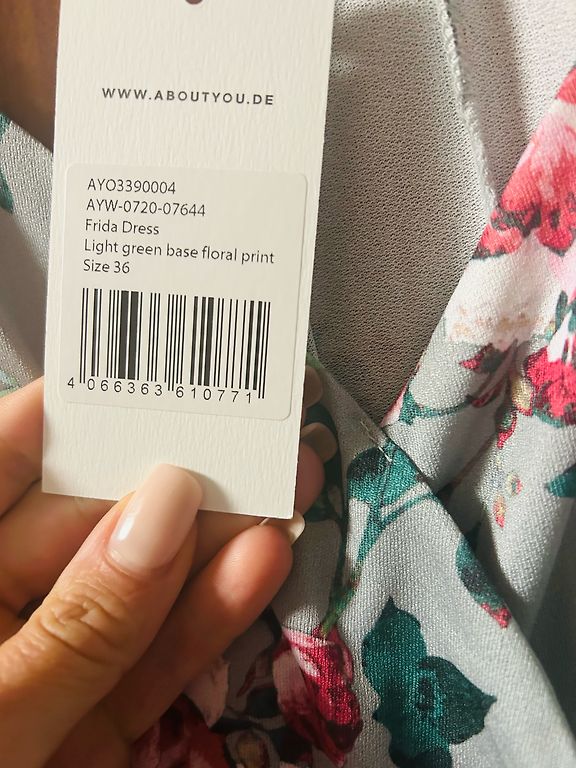 WWW.ABOUTYOU.DE
AYO3390004
AYW-0720-07644
Frida Dress
Light green base floral print
Size 36
4 066363 610771